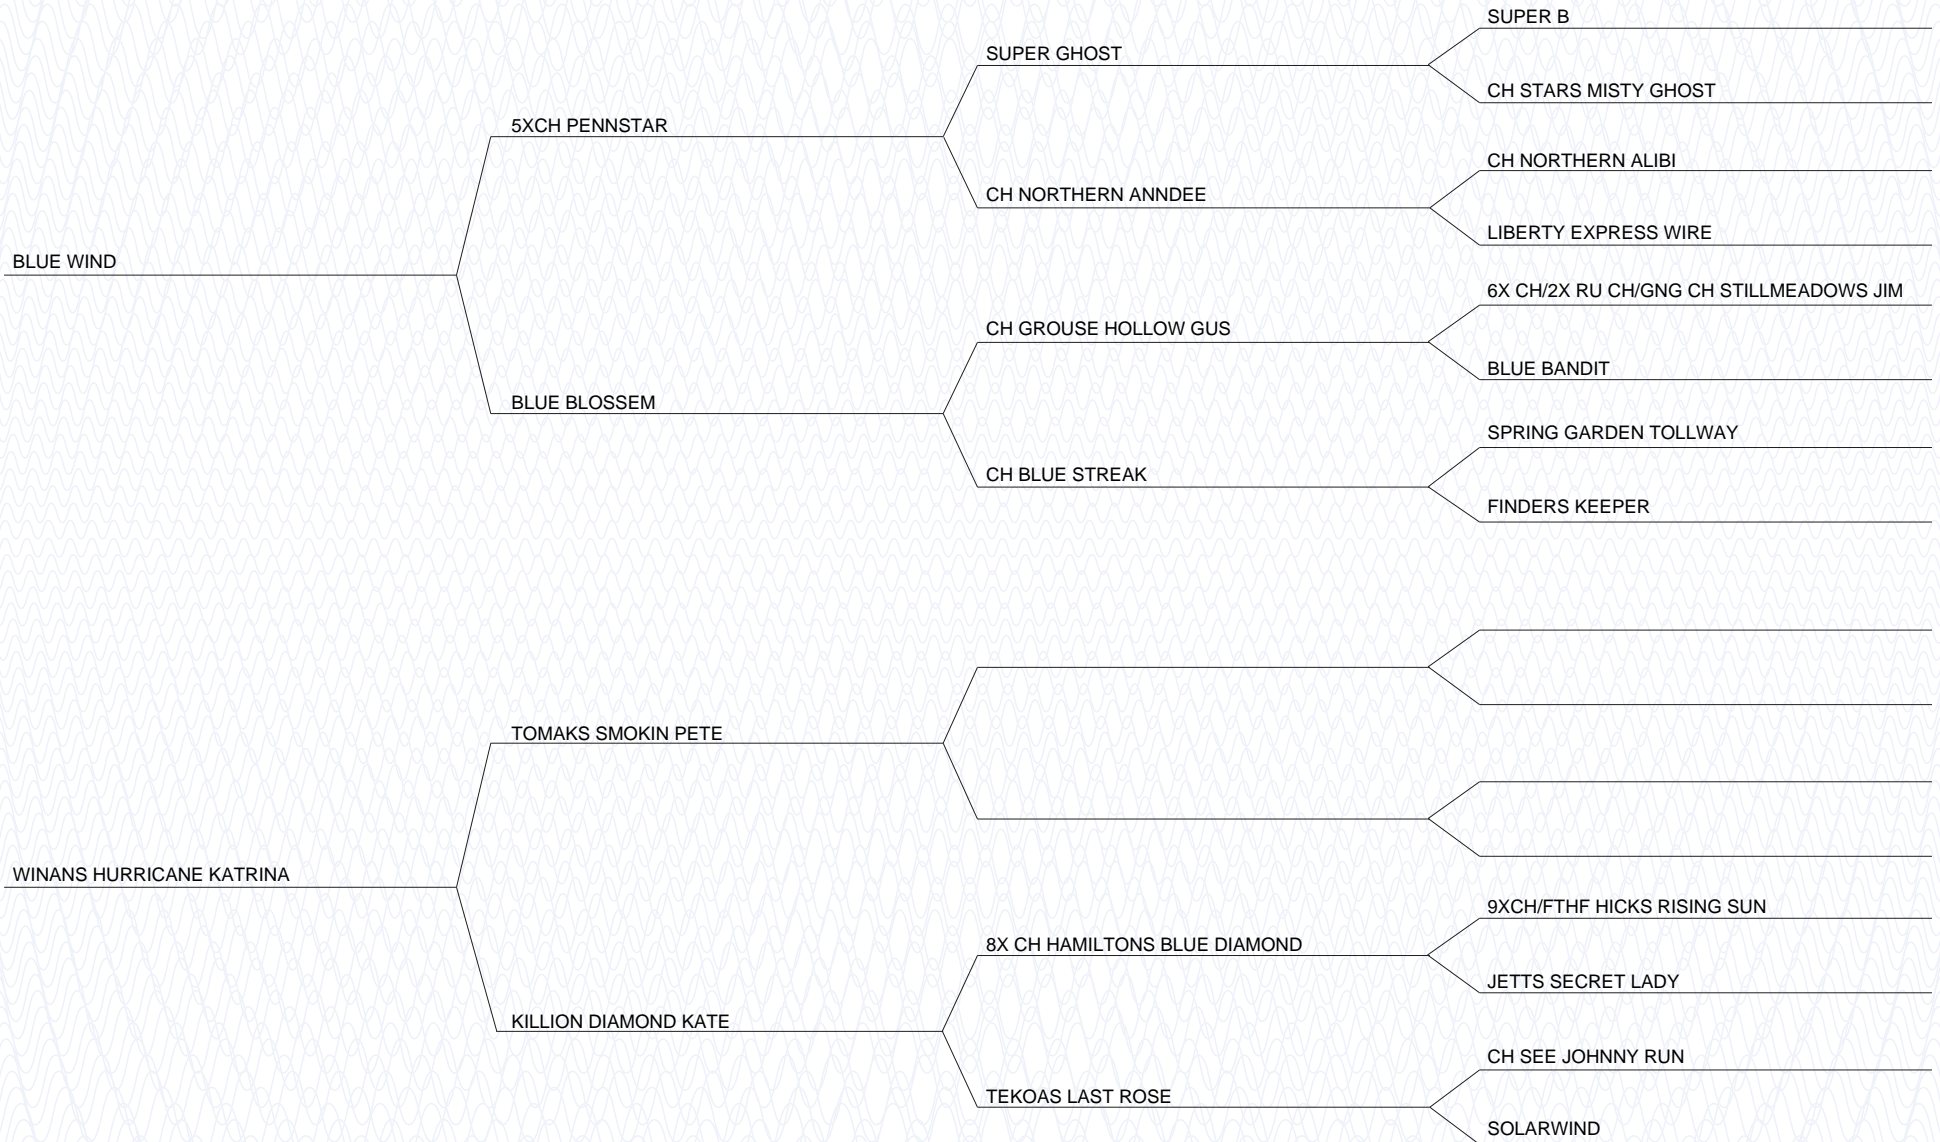 SUPER B
SUPER GHOST
CH STARS MISTY GHOST
5XCH PENNSTAR
CH NORTHERN ALIBI
CH NORTHERN ANNDEE
LIBERTY EXPRESS WIRE
BLUE WIND
6X CH/2X RU CH/GNG CH STILLMEADOWS JIM
CH GROUSE HOLLOW GUS
BLUE BANDIT
BLUE BLOSSEM
SPRING GARDEN TOLLWAY
CH BLUE STREAK
FINDERS KEEPER
TOMAKS SMOKIN PETE
WINANS HURRICANE KATRINA
9XCH/FTHF HICKS RISING SUN
8X CH HAMILTONS BLUE DIAMOND
JETTS SECRET LADY
KILLION DIAMOND KATE
CH SEE JOHNNY RUN
TEKOAS LAST ROSE
SOLARWIND